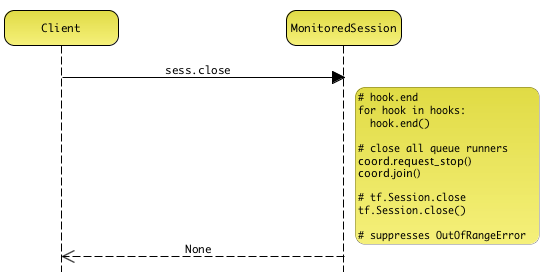 Client
MonitoredSession
sess.close
# hook.end
for hook in hooks:
  hook.end()
# close all queue runners
coord.request_stop()
coord.join()
# tf.Session.close
tf.Session.close()
# suppresses OutOfRangeError
None